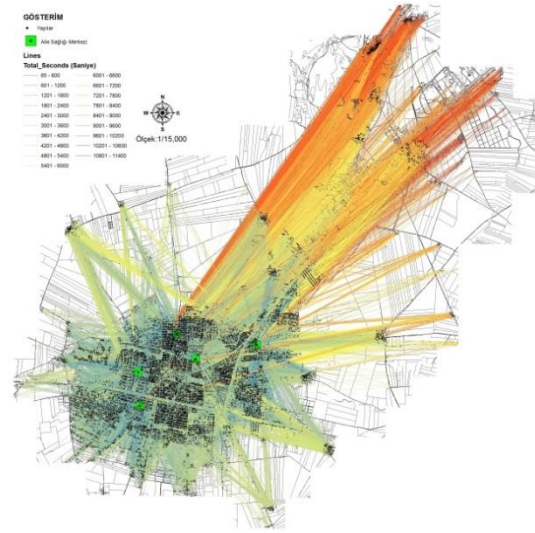 GÖSTERİM
Yapılar
Aile Sağlığı Merkezi
Lines
Total_Seconds (Saniye)
65 - 600
601 - 1200
1201 - 1800
1801 - 2400
2401 - 3000
3001 - 3600
3601 - 4200
4201 - 4800
4801 - 5400
5401 - 6000
6001 - 6600
6601 - 7200
7201 - 7800
7801 - 8400
8401 - 9000
9001 - 9600
9601 - 10200
10201 - 10800
10801 - 11400
N
W E
S
Ölçek:1/15,000